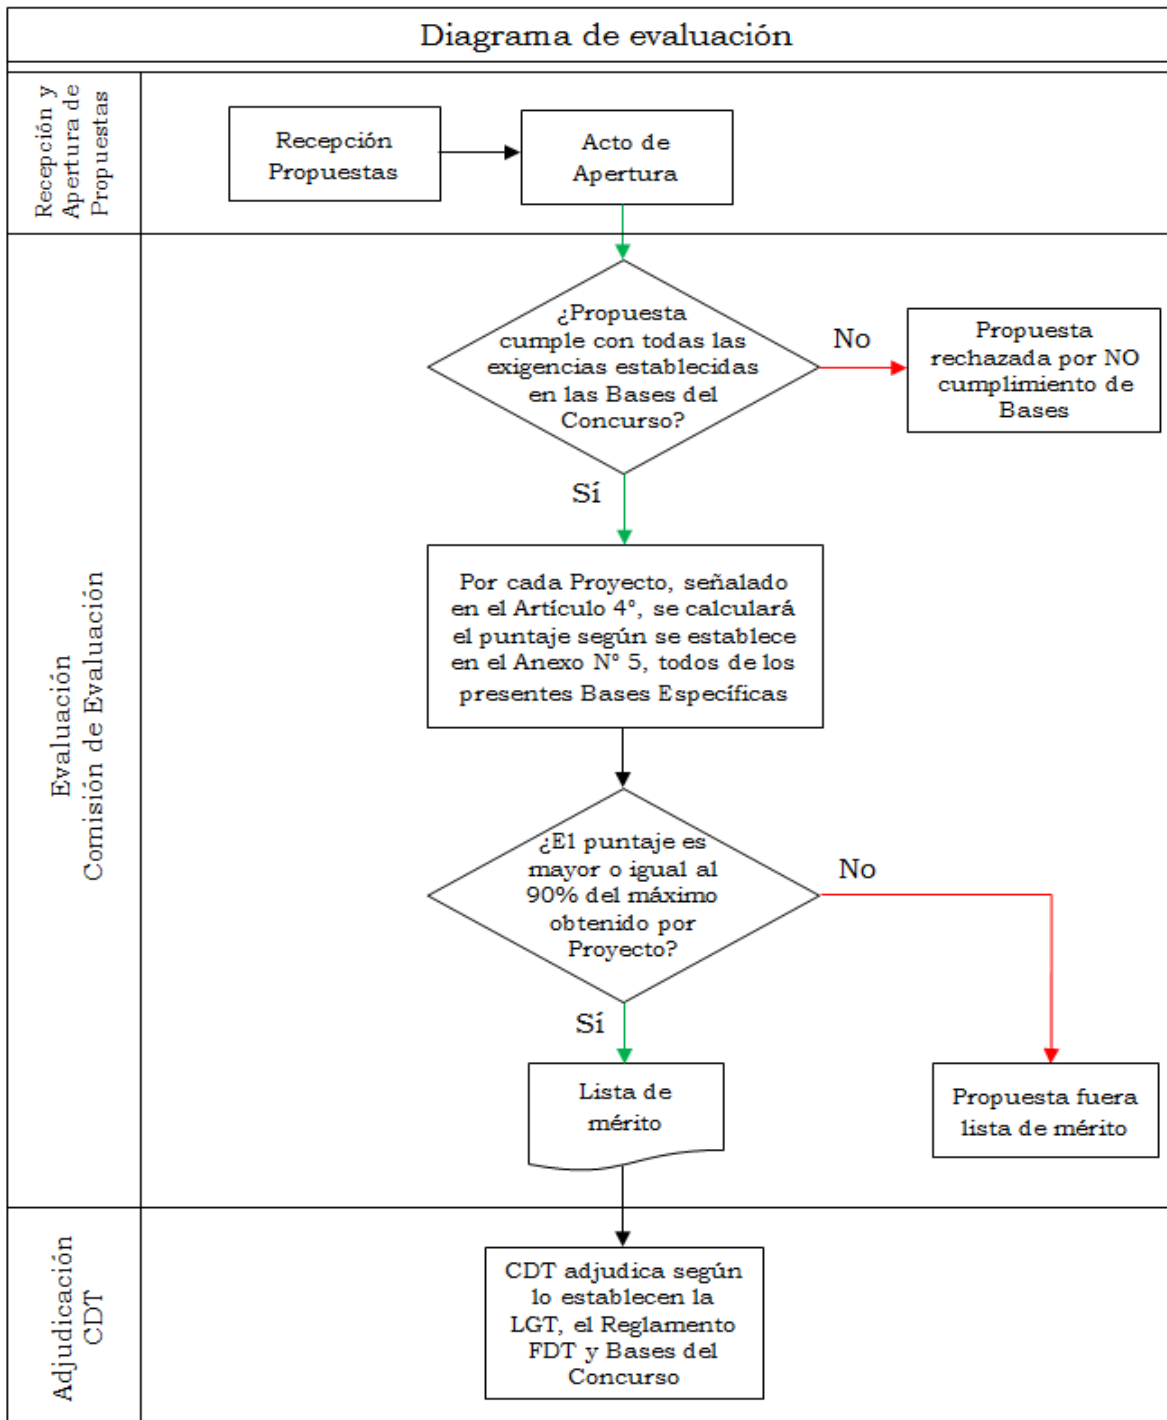 Diagrama de evaluación
Recepción y
Apertura de
Propuestas
Recepción
Propuestas
Acto de
Apertura
¿Propuesta
cumple con todas las
exigencias establecidas
en las Bases del
Concurso?
No
Propuesta
rechazada por NO
cumplimiento de
Bases
Sí
Evaluación
Comisión de Evaluación
Por cada Proyecto, señalado
en el Artículo 4°, se calculará
el puntaje según se establece
en el Anexo N° 5, todos de los
presentes Bases Específicas
¿El puntaje es
mayor o igual al
90% del máximo
obtenido por
Proyecto?
No
Sí
Lista de
mérito
Propuesta fuera
lista de mérito
Adjudicación
CDT
CDT adjudica según
lo establecen la
LGT, el Reglamento
FDT y Bases del
Concurso